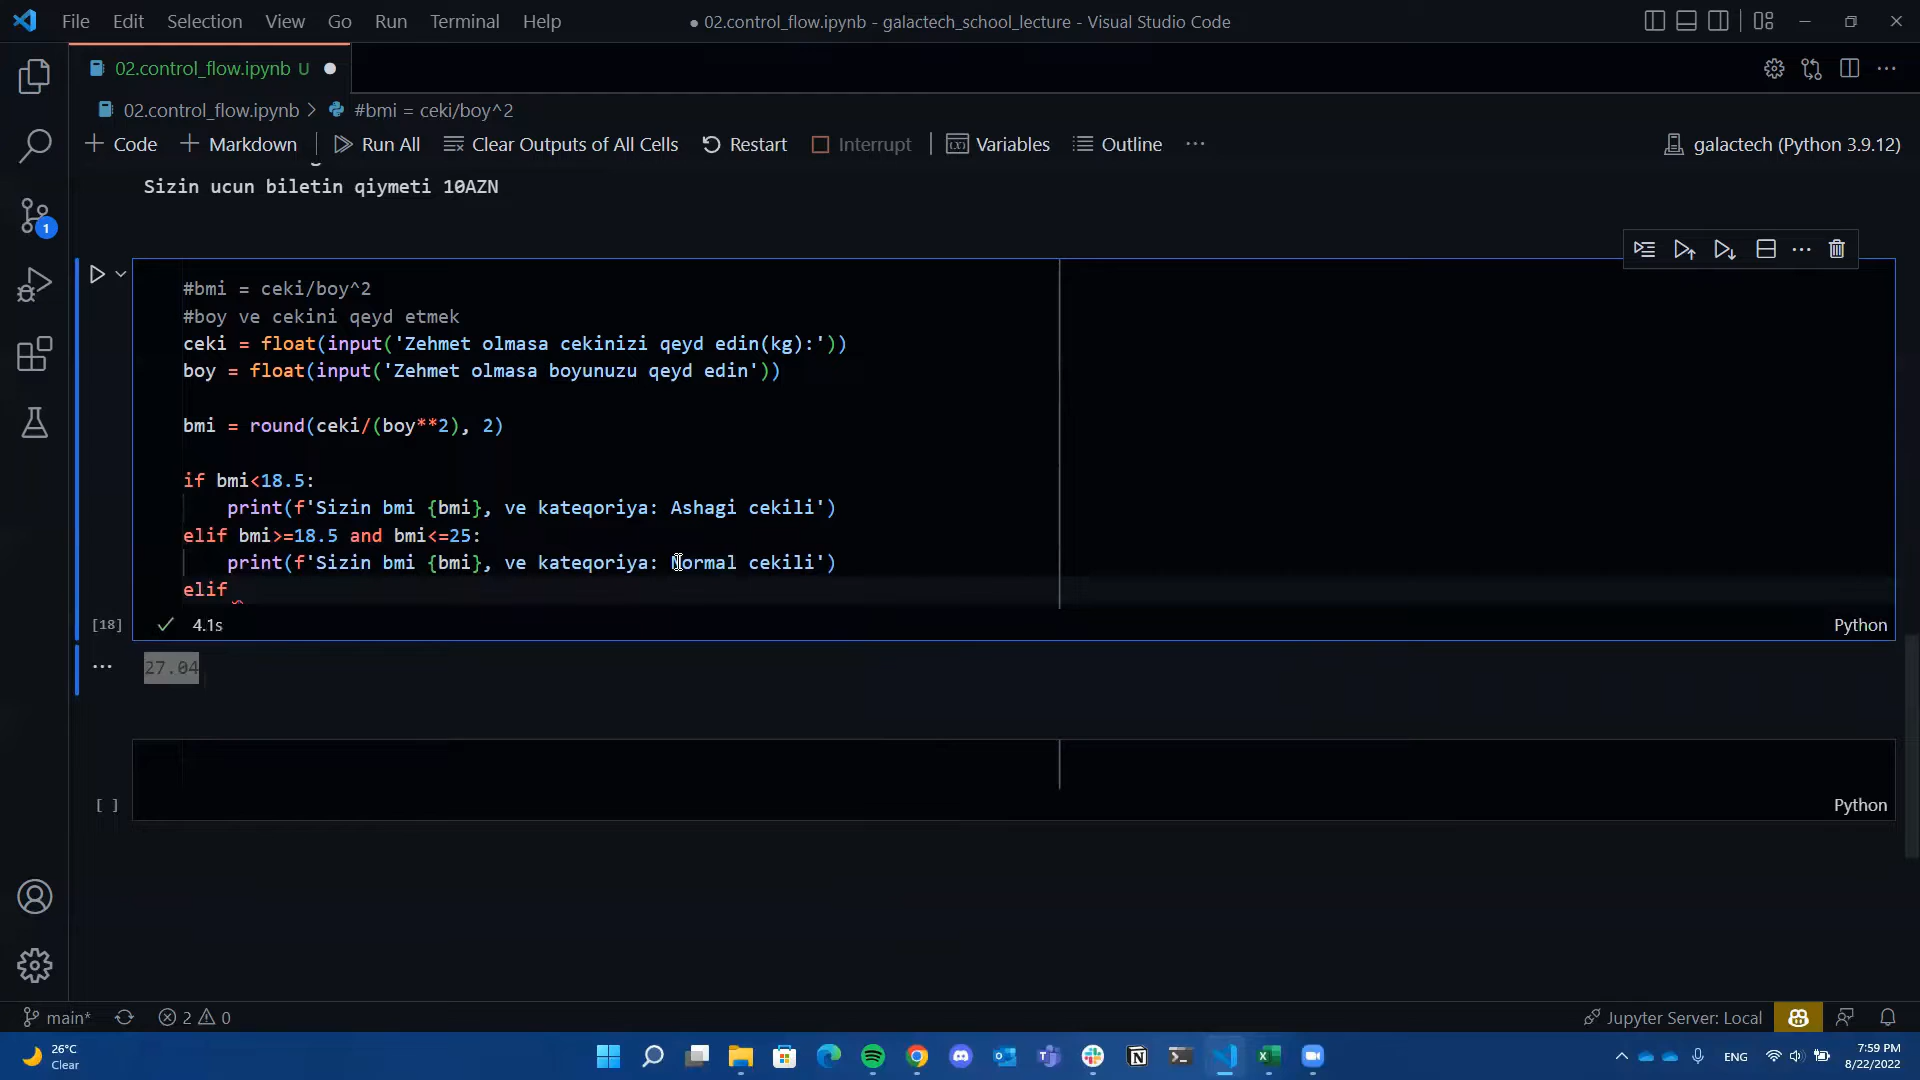 File Edit Selection View Go Run Terminal Help
● 02.control_flow.ipynb - galactech_school_lecture - Visual Studio Code
02.control_flow.ipynb U ●
02.control_flow.ipynb > #bmi = ceki/boy^2
+ Code + Markdown Run All Clear Outputs of All Cells Restart Interrupt Variables Outline ... galactech (Python 3.9.12)
Sizin ucun biletin qiymeti 10AZN
#bmi = ceki/boy^2
#boy ve cekini qeyd etmek
ceki = float(input('Zehmet olmasa cekinizi qeyd edin(kg):'))
boy = float(input('Zehmet olmasa boyunuzu qeyd edin'))
bmi = round(ceki/(boy**2), 2)
if bmi<18.5:
print(f'Sizin bmi {bmi}, ve kateqoriya: Ashagi cekili')
elif bmi>=18.5 and bmi<=25:
print(f'Sizin bmi {bmi}, ve kateqoriya: Normal cekili')
elif
[18] ✓ 4.1s Python
27.04
[ ] Python
main* 2 0 Jupyter Server: Local
26°C
Clear
ENG
7:59 PM
8/22/2022
1